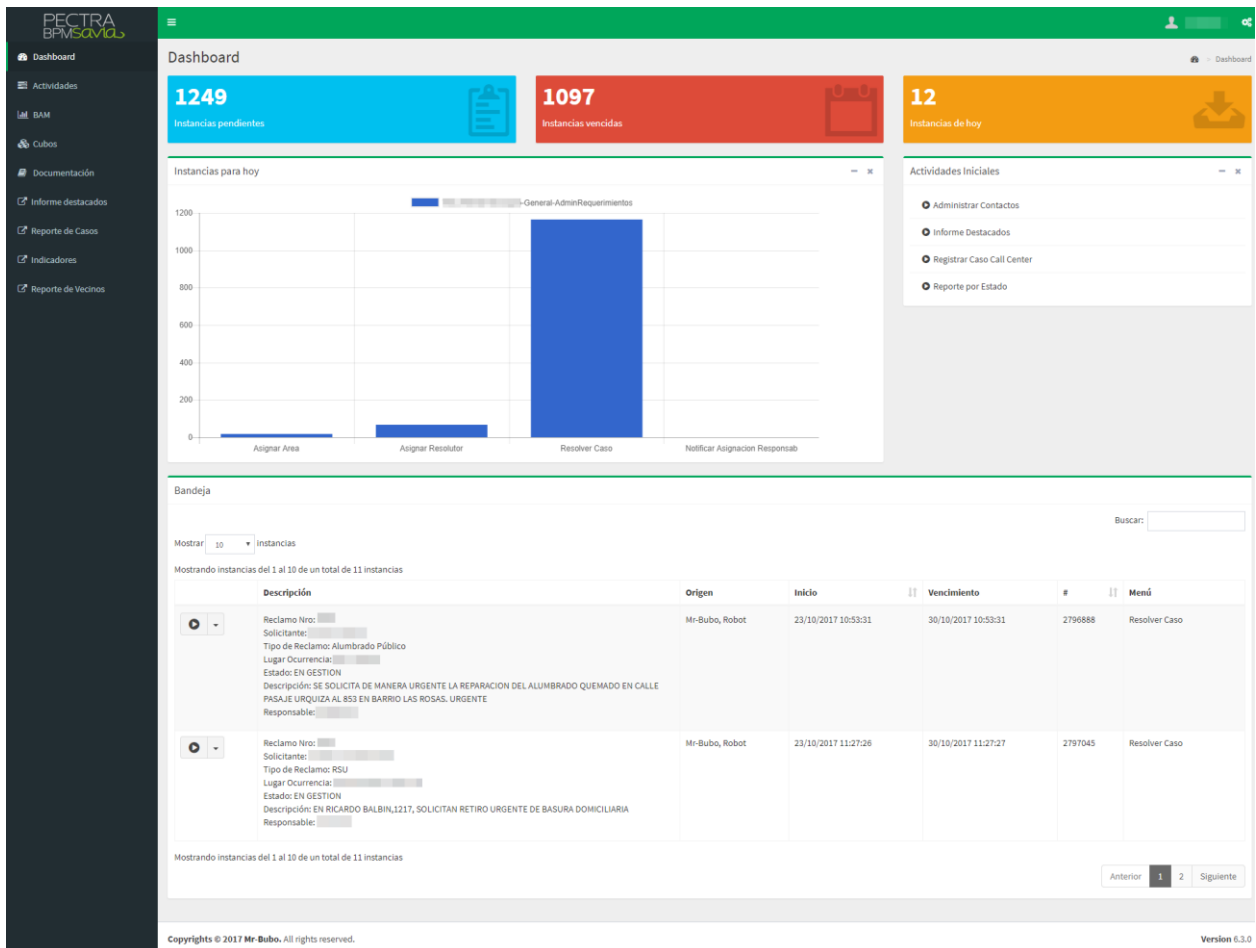 PECTRA
BPMSavia
Dashboard
Actividades
BAM
Cubos
Documentación
Informe destacados
Reporte de Casos
Indicadores
Reporte de Vecinos
Dashboard
> Dashboard
1249
Instancias pendientes
1097
Instancias vencidas
12
Instancias de hoy
Instancias para hoy
-General-AdminRequerimientos
1200
1000
800
600
400
200
0
Asignar Area
Asignar Resolutor
Resolver Caso
Notificar Asignacion Responsab
Actividades Iniciales
Administrar Contactos
Informe Destacados
Registrar Caso Call Center
Reporte por Estado
Bandeja
Buscar:
Mostrar 10 instancias
Mostrando instancias del 1 al 10 de un total de 11 instancias
Descripción Origen Inicio Vencimiento # Menú
Reclamo Nro: Mr-Bubo, Robot 23/10/2017 10:53:31 30/10/2017 10:53:31 2796888 Resolver Caso
Solicitante:
Tipo de Reclamo: Alumbrado Público
Lugar Ocurrencia:
Estado: EN GESTION
Descripción: SE SOLICITA DE MANERA URGENTE LA REPARACION DEL ALUMBRADO QUEMADO EN CALLE
PASAJE URQUIZA AL 853 EN BARRIO LAS ROSAS. URGENTE
Responsable:
Reclamo Nro: Mr-Bubo, Robot 23/10/2017 11:27:26 30/10/2017 11:27:27 2797045 Resolver Caso
Solicitante:
Tipo de Reclamo: RSU
Lugar Ocurrencia:
Estado: EN GESTION
Descripción: EN RICARDO BALBIN,1217, SOLICITAN RETIRO URGENTE DE BASURA DOMICILIARIA
Responsable:
Mostrando instancias del 1 al 10 de un total de 11 instancias
Anterior 1 2 Siguiente
Copyrights © 2017 Mr-Bubo. All rights reserved.
Version 6.3.0